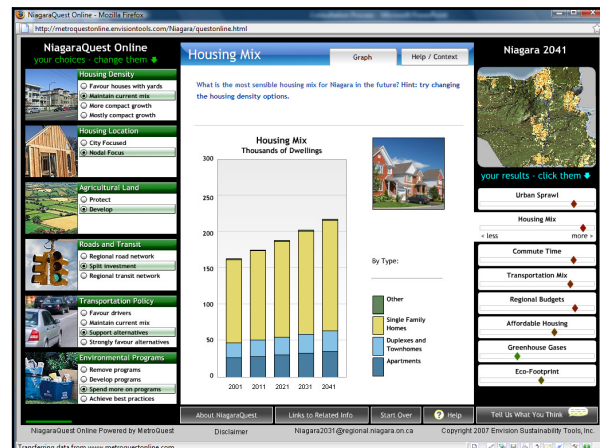 NiagaraQuest Online - Mozilla Firefox
http://metroquestonline.envisiontools.com/Niagara/questonline.html
NiagaraQuest Online
your choices - change them
Housing Density
Favour houses with yards
Maintain current mix
More compact growth
Mostly compact growth
Housing Location
City Focused
Nodal Focus
Agricultural Land
Protect
Develop
Roads and Transit
Regional road network
Split investment
Regional transit network
Transportation Policy
Favour drivers
Maintain current mix
Support alternatives
Strongly favour alternatives
Environmental Programs
Remove programs
Develop programs
Spend more on programs
Achieve best practices
Housing Mix
Graph
Help / Context
What is the most sensible housing mix for Niagara in the future? Hint: try changing
the housing density options.
Housing Mix
Thousands of Dwellings
300
250
200
150
100
50
0
2001 2011 2021 2031 2041
By Type:
Other
Single Family
Homes
Duplexes and
Townhomes
Apartments
Niagara 2041
your results - click them
Urban Sprawl
Housing Mix
< less more >
Commute Time
Transportation Mix
Regional Budgets
Affordable Housing
Greenhouse Gases
Eco-Footprint
About NiagaraQuest
Links to Related Info
Start Over
? Help
Tell Us What You Think
NiagaraQuest Online Powered by MetroQuest
Disclaimer
Niagara2031@regional.niagara.on.ca
Copyright 2007 Envision Sustainability Tools, Inc.
Transferring data from www.metroquestonline.com